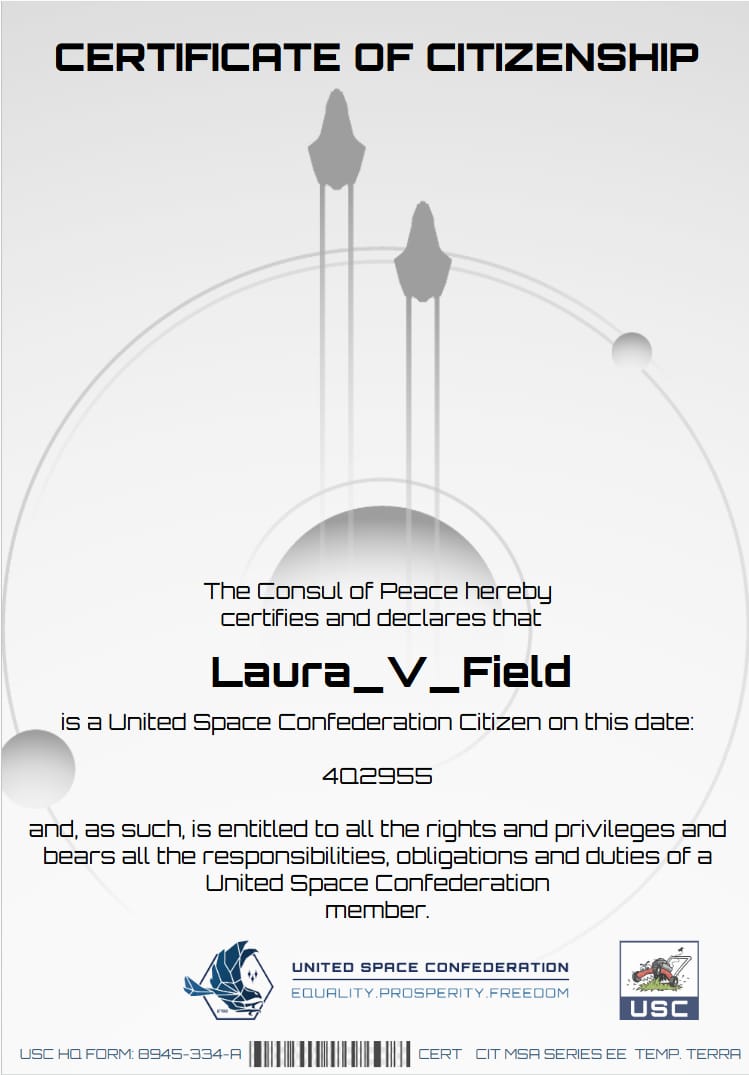 CERTIFICATE OF CITIZENSHIP
The Consul of Peace hereby
certifies and declares that
Laura_V_Field
is a United Space Confederation Citizen on this date:
4Q2955
and, as such, is entitled to all the rights and privileges and
bears all the responsibilities, obligations and duties of a
United Space Confederation
member.
UNITED SPACE CONFEDERATION
EQUALITY.PROSPERITY.FREEDOM
USC
USC HQ FORM: 8945-334-A CERT CIT MSA SERIES EE TEMP. TERRA